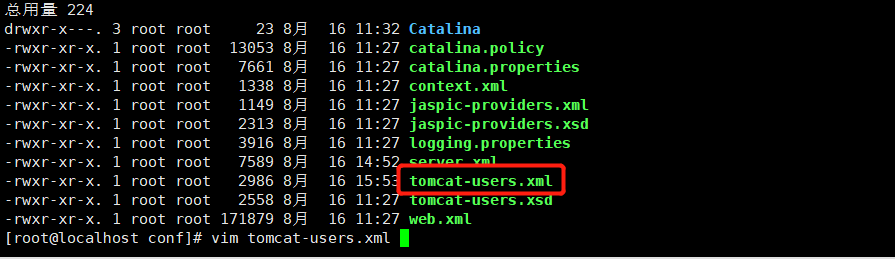 总用量 224
drwxr-x---. 3 root root     23 8月  16 11:32 Catalina
-rwxr-xr-x. 1 root root  13053 8月  16 11:27 catalina.policy
-rwxr-xr-x. 1 root root   7661 8月  16 11:27 catalina.properties
-rwxr-xr-x. 1 root root   1338 8月  16 11:27 context.xml
-rwxr-xr-x. 1 root root   1149 8月  16 11:27 jaspic-providers.xml
-rwxr-xr-x. 1 root root   2313 8月  16 11:27 jaspic-providers.xsd
-rwxr-xr-x. 1 root root   3916 8月  16 11:27 logging.properties
-rwxr-xr-x. 1 root root   7589 8月  16 14:52 server.xml
-rwxr-xr-x. 1 root root   2986 8月  16 15:53 tomcat-users.xml
-rwxr-xr-x. 1 root root   2558 8月  16 11:27 tomcat-users.xsd
-rwxr-xr-x. 1 root root 171879 8月  16 11:27 web.xml
[root@localhost conf]# vim tomcat-users.xml